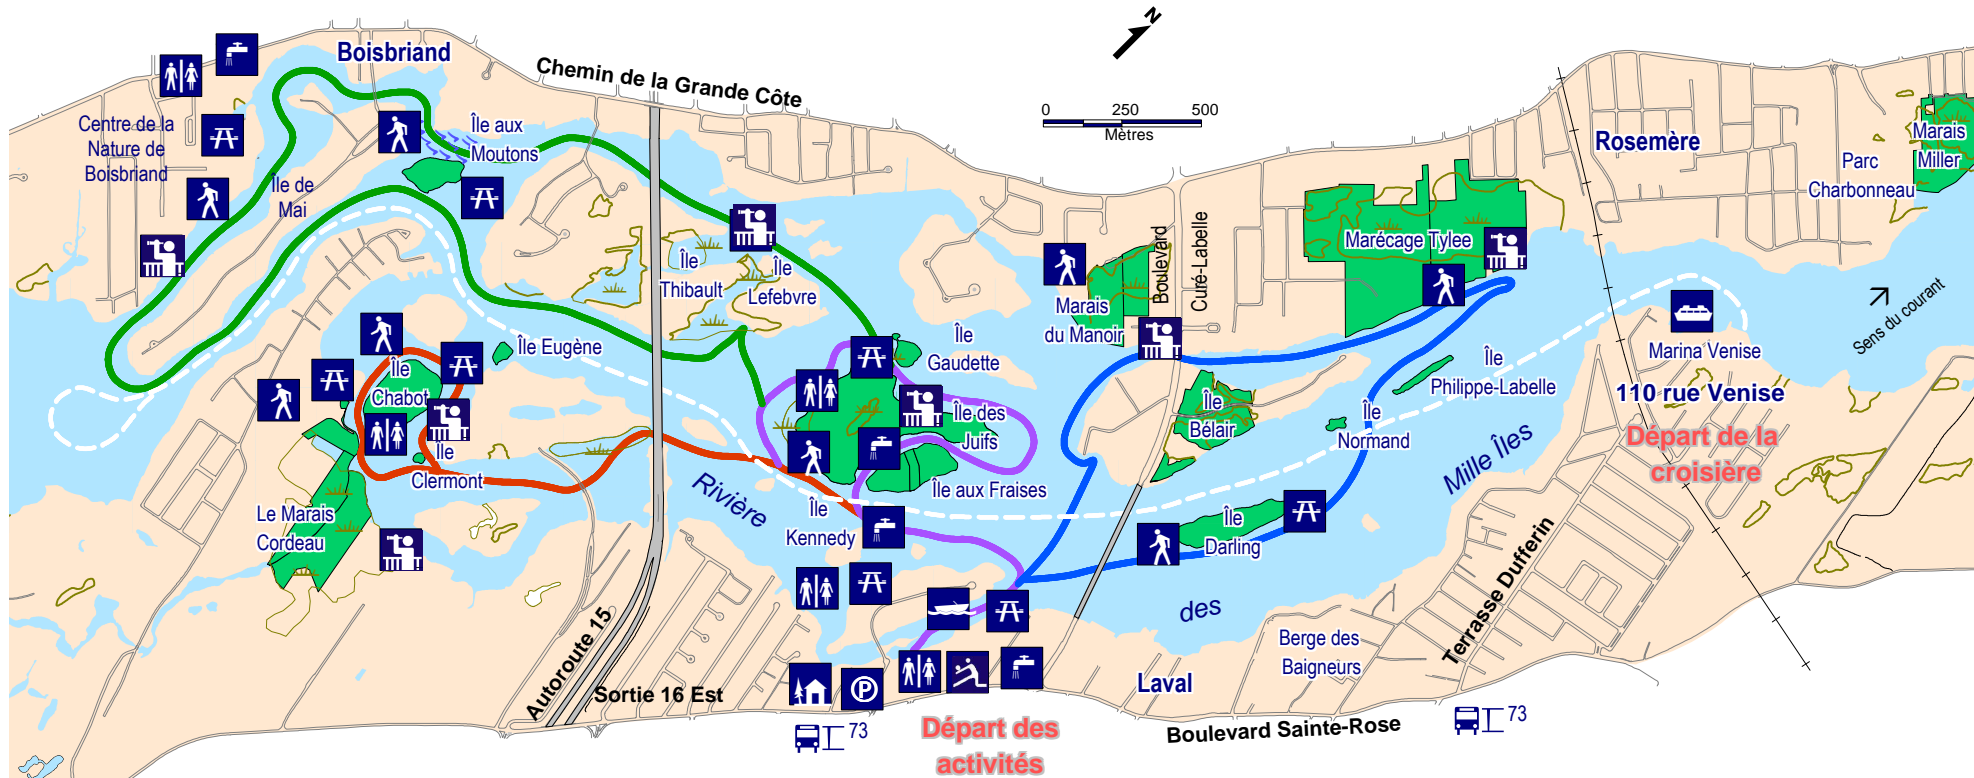 N
Boisbriand
Chemin de la Grande Côte
0 250 500
Mètres
Centre de la
Nature de
Boisbriand
Île aux
Moutons
Île de
Mai
Rosemère
Marais
Miller
Parc
Charbonneau
Île
Thibault
Île
Lefebvre
Marécage Tylee
Boulevard
Curé-Labelle
Marais
du Manoir
Île
Gaudette
Île Eugène
Île
Chabot
Île
Clermont
Île des
Juifs
Île aux Fraises
Île
Bélair
Île
Philippe-Labelle
Île
Normand
Marina Venise
110 rue Venise
Départ de la
croisière
Sens du courant
Le Marais
Cordeau
Rivière
des
Mille Îles
Île
Kennedy
Île
Darling
Terrasse Dufferin
Berge des
Baigneurs
Autoroute 15
Sortie 16 Est
P
Laval
73
73
Départ des
activités
Boulevard Sainte-Rose